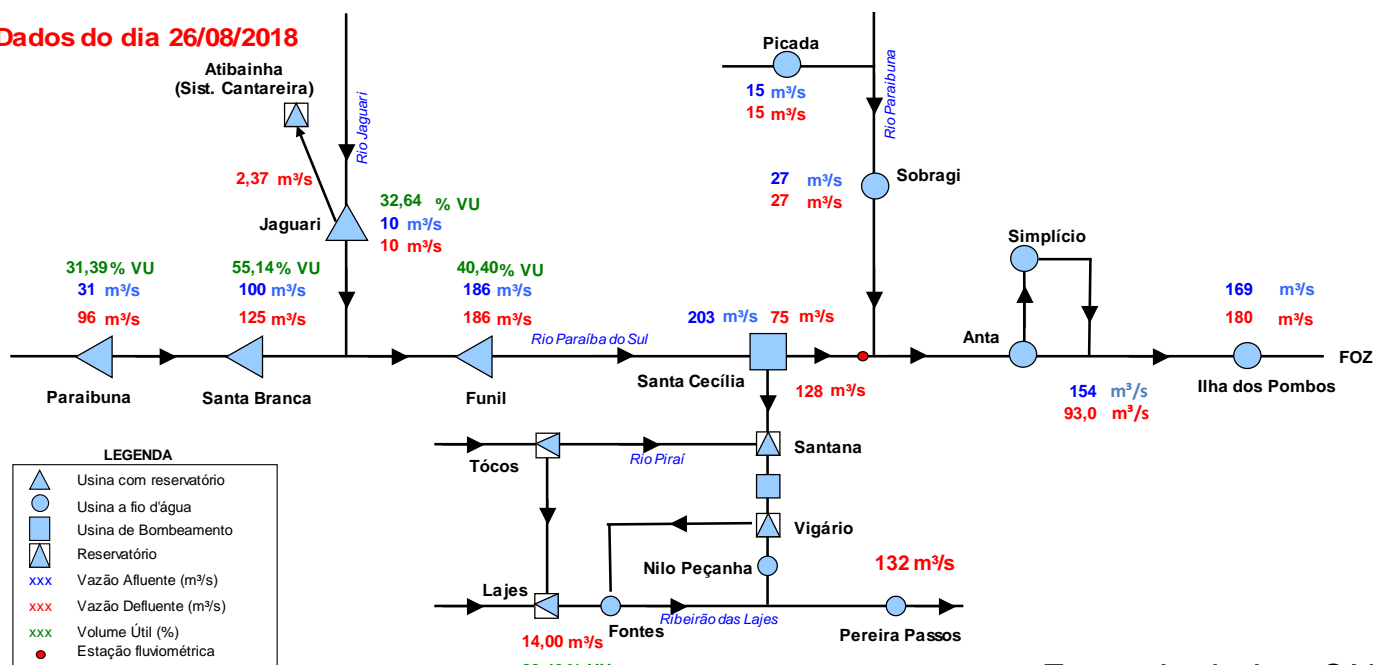 Dados do dia 26/08/2018
Atibainha
(Sist. Cantareira)
Rio Jaguari
2,37 m³/s
Jaguari
32,64 % VU
10 m³/s
10 m³/s
Picada
15 m³/s
15 m³/s
Rio Paraibuna
27 m³/s
27 m³/s
Sobragi
Simplício
31,39% VU
31 m³/s
96 m³/s
Paraibuna
55,14% VU
100 m³/s
125 m³/s
Santa Branca
40,40% VU
186 m³/s
186 m³/s
Funil
Rio Paraíba do Sul
203 m³/s 75 m³/s
Santa Cecília
128 m³/s
Anta
154 m³/s
93,0 m³/s
169 m³/s
180 m³/s
Ilha dos Pombos
FOZ
Tócos
Rio Piraí
Santana
Vigário
Nilo Peçanha
132 m³/s
Lajes
14,00 m³/s
Fontes
Ribeirão das Lajes
Pereira Passos
LEGENDA
Usina com reservatório
Usina a fio d'água
Usina de Bombeamento
Reservatório
xxx Vazão Afluente (m³/s)
xxx Vazão Defluente (m³/s)
xxx Volume Útil (%)
Estação fluviométrica